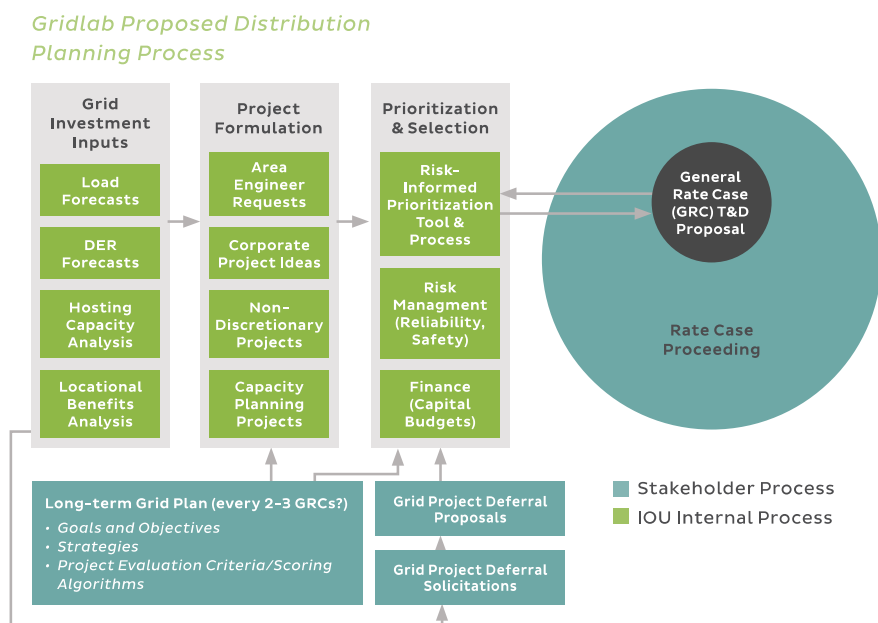 Gridlab Proposed Distribution
Planning Process
Grid
Investment
Inputs
Load
Forecasts
DER
Forecasts
Hosting
Capacity
Analysis
Locational
Benefits
Analysis
Project
Formulation
Area
Engineer
Requests
Corporate
Project Ideas
Non-
Discretionary
Projects
Capacity
Planning
Projects
Prioritization
& Selection
Risk-
Informed
Prioritization
Tool &
Process
Risk
Managment
(Reliability,
Safety)
Finance
(Capital
Budgets)
General
Rate Case
(GRC) T&D
Proposal
Rate Case
Proceeding
Long-term Grid Plan (every 2-3 GRCs?)
• Goals and Objectives
• Strategies
• Project Evaluation Criteria/Scoring
Algorithms
Grid Project Deferral
Proposals
Grid Project Deferral
Solicitations
Stakeholder Process
IOU Internal Process